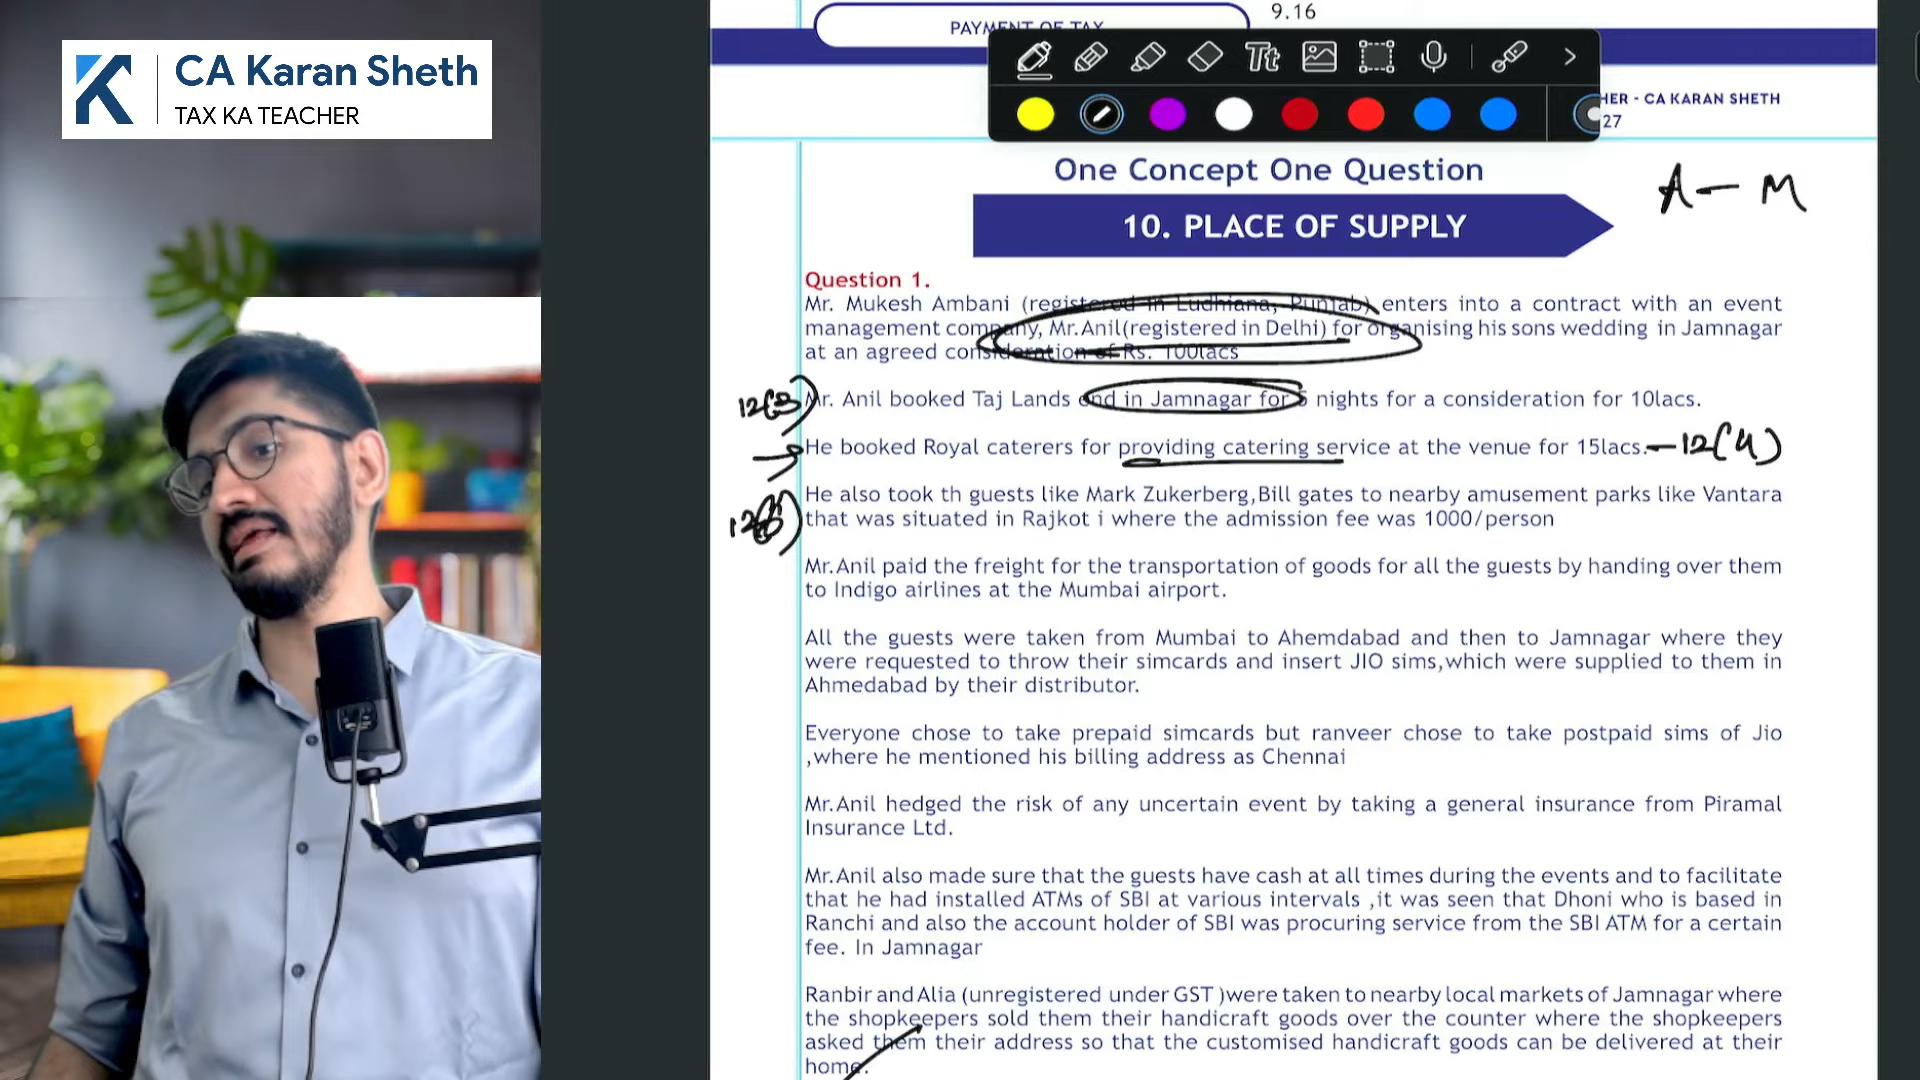 9.16
PAYMENT OF TAX
CA Karan Sheth
TAX KA TEACHER
Tt
HER - CA KARAN SHETH
27
One Concept One Question
A - M
10. PLACE OF SUPPLY
Question 1.
Mr. Mukesh Ambani (registered in Ludhiana, Punjab) enters into a contract with an event
management company, Mr.Anil(registered in Delhi) for organising his sons wedding in Jamnagar
at an agreed consideration of Rs. 100lacs
12(3)
Mr. Anil booked Taj Lands end in Jamnagar for 5 nights for a consideration for 10lacs.
He booked Royal caterers for providing catering service at the venue for 15lacs. - 12(4)
He also took th guests like Mark Zukerberg,Bill gates to nearby amusement parks like Vantara
that was situated in Rajkot i where the admission fee was 1000/person
Mr.Anil paid the freight for the transportation of goods for all the guests by handing over them
to Indigo airlines at the Mumbai airport.
All the guests were taken from Mumbai to Ahemdabad and then to Jamnagar where they
were requested to throw their simcards and insert JIO sims,which were supplied to them in
Ahmedabad by their distributor.
Everyone chose to take prepaid simcards but ranveer chose to take postpaid sims of Jio
,where he mentioned his billing address as Chennai
Mr.Anil hedged the risk of any uncertain event by taking a general insurance from Piramal
Insurance Ltd.
Mr.Anil also made sure that the guests have cash at all times during the events and to facilitate
that he had installed ATMs of SBI at various intervals ,it was seen that Dhoni who is based in
Ranchi and also the account holder of SBI was procuring service from the SBI ATM for a certain
fee. In Jamnagar
Ranbir and Alia (unregistered under GST )were taken to nearby local markets of Jamnagar where
the shopkeepers sold them their handicraft goods over the counter where the shopkeepers
asked them their address so that the customised handicraft goods can be delivered at their
home.